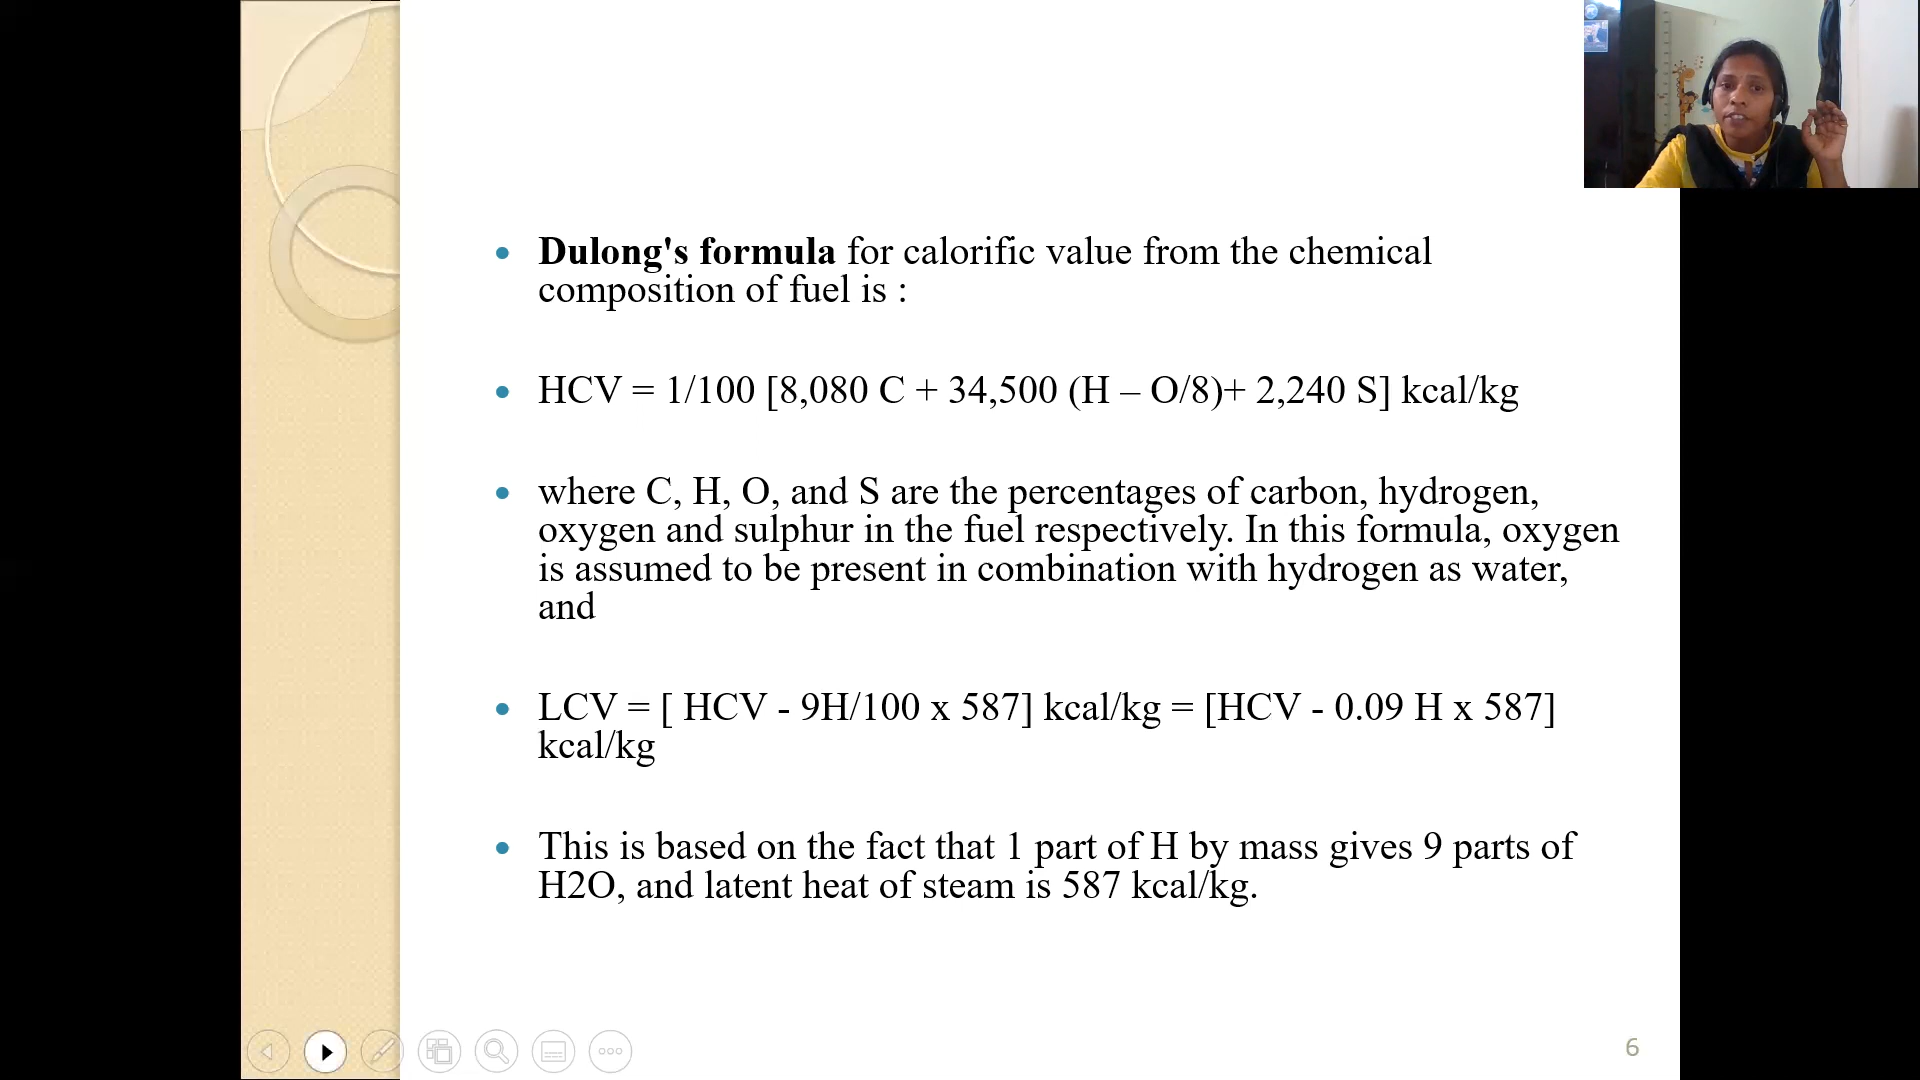 Dulong's formula for calorific value from the chemical
composition of fuel is :
HCV = 1/100 [8,080 C + 34,500 (H – O/8)+ 2,240 S] kcal/kg
where C, H, O, and S are the percentages of carbon, hydrogen,
oxygen and sulphur in the fuel respectively. In this formula, oxygen
is assumed to be present in combination with hydrogen as water,
and
LCV = [ HCV - 9H/100 x 587] kcal/kg = [HCV - 0.09 H x 587]
kcal/kg
This is based on the fact that 1 part of H by mass gives 9 parts of
H2O, and latent heat of steam is 587 kcal/kg.
6